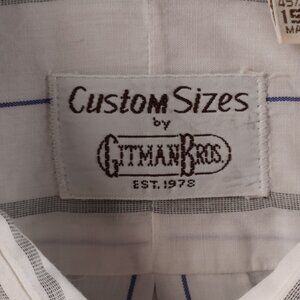 Custom Sizes
by
GITMAN BROS.
EST. 1978